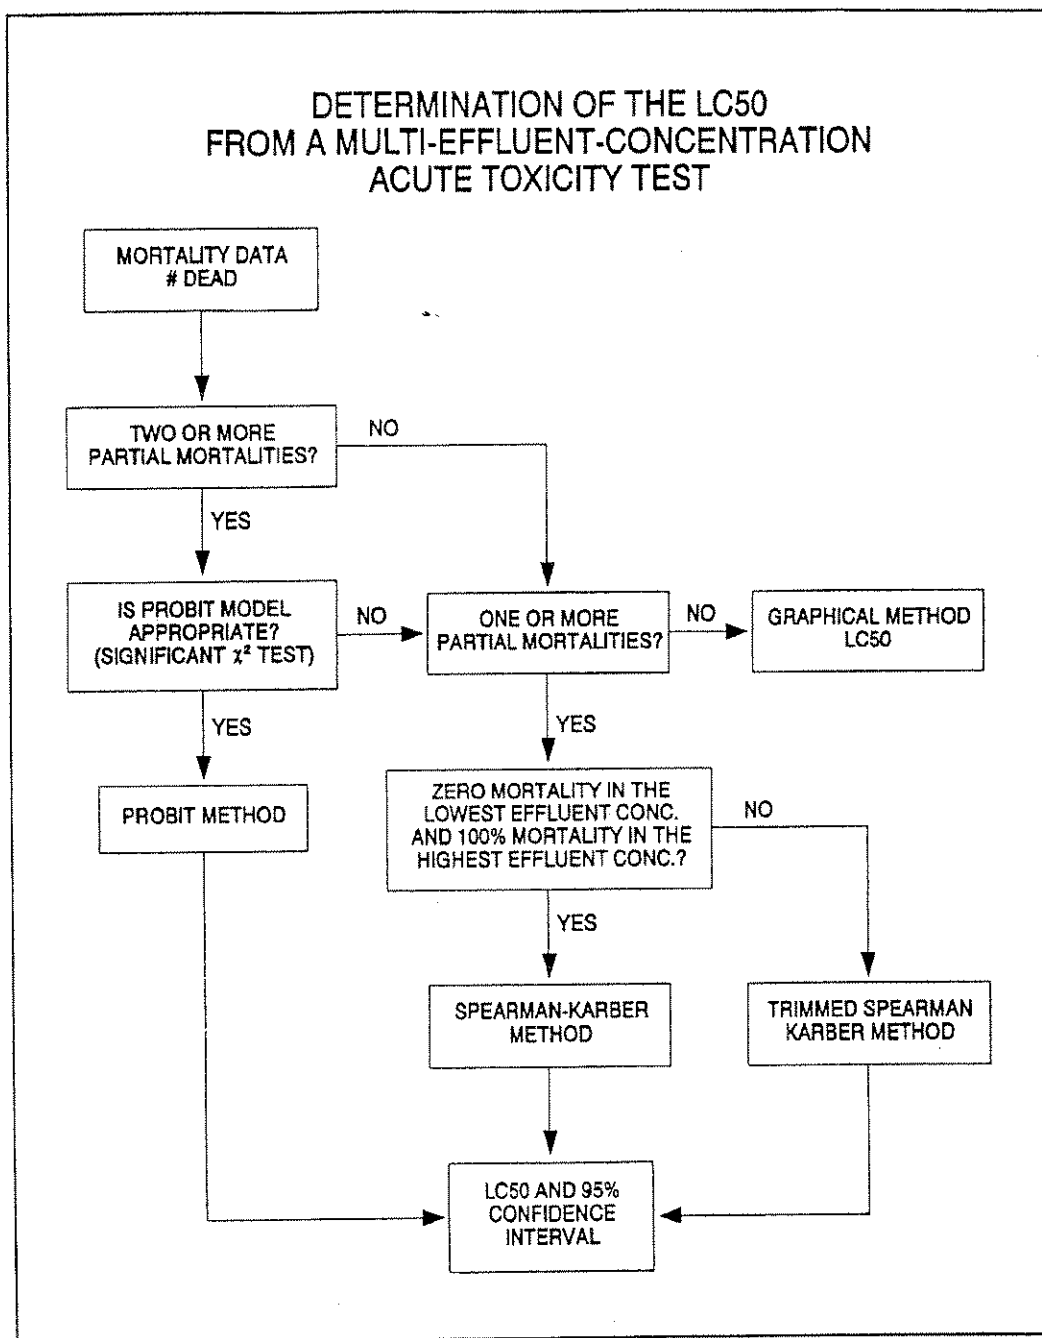 DETERMINATION OF THE LC50
FROM A MULTI-EFFLUENT-CONCENTRATION
ACUTE TOXICITY TEST
MORTALITY DATA
# DEAD
TWO OR MORE
PARTIAL MORTALITIES?
NO
YES
IS PROBIT MODEL
APPROPRIATE?
(SIGNIFICANT χ² TEST)
NO
ONE OR MORE
PARTIAL MORTALITIES?
NO
GRAPHICAL METHOD
LC50
YES
YES
PROBIT METHOD
ZERO MORTALITY IN THE
LOWEST EFFLUENT CONC.
AND 100% MORTALITY IN THE
HIGHEST EFFLUENT CONC.?
NO
YES
SPEARMAN-KARBER
METHOD
TRIMMED SPEARMAN
KARBER METHOD
LC50 AND 95%
CONFIDENCE
INTERVAL